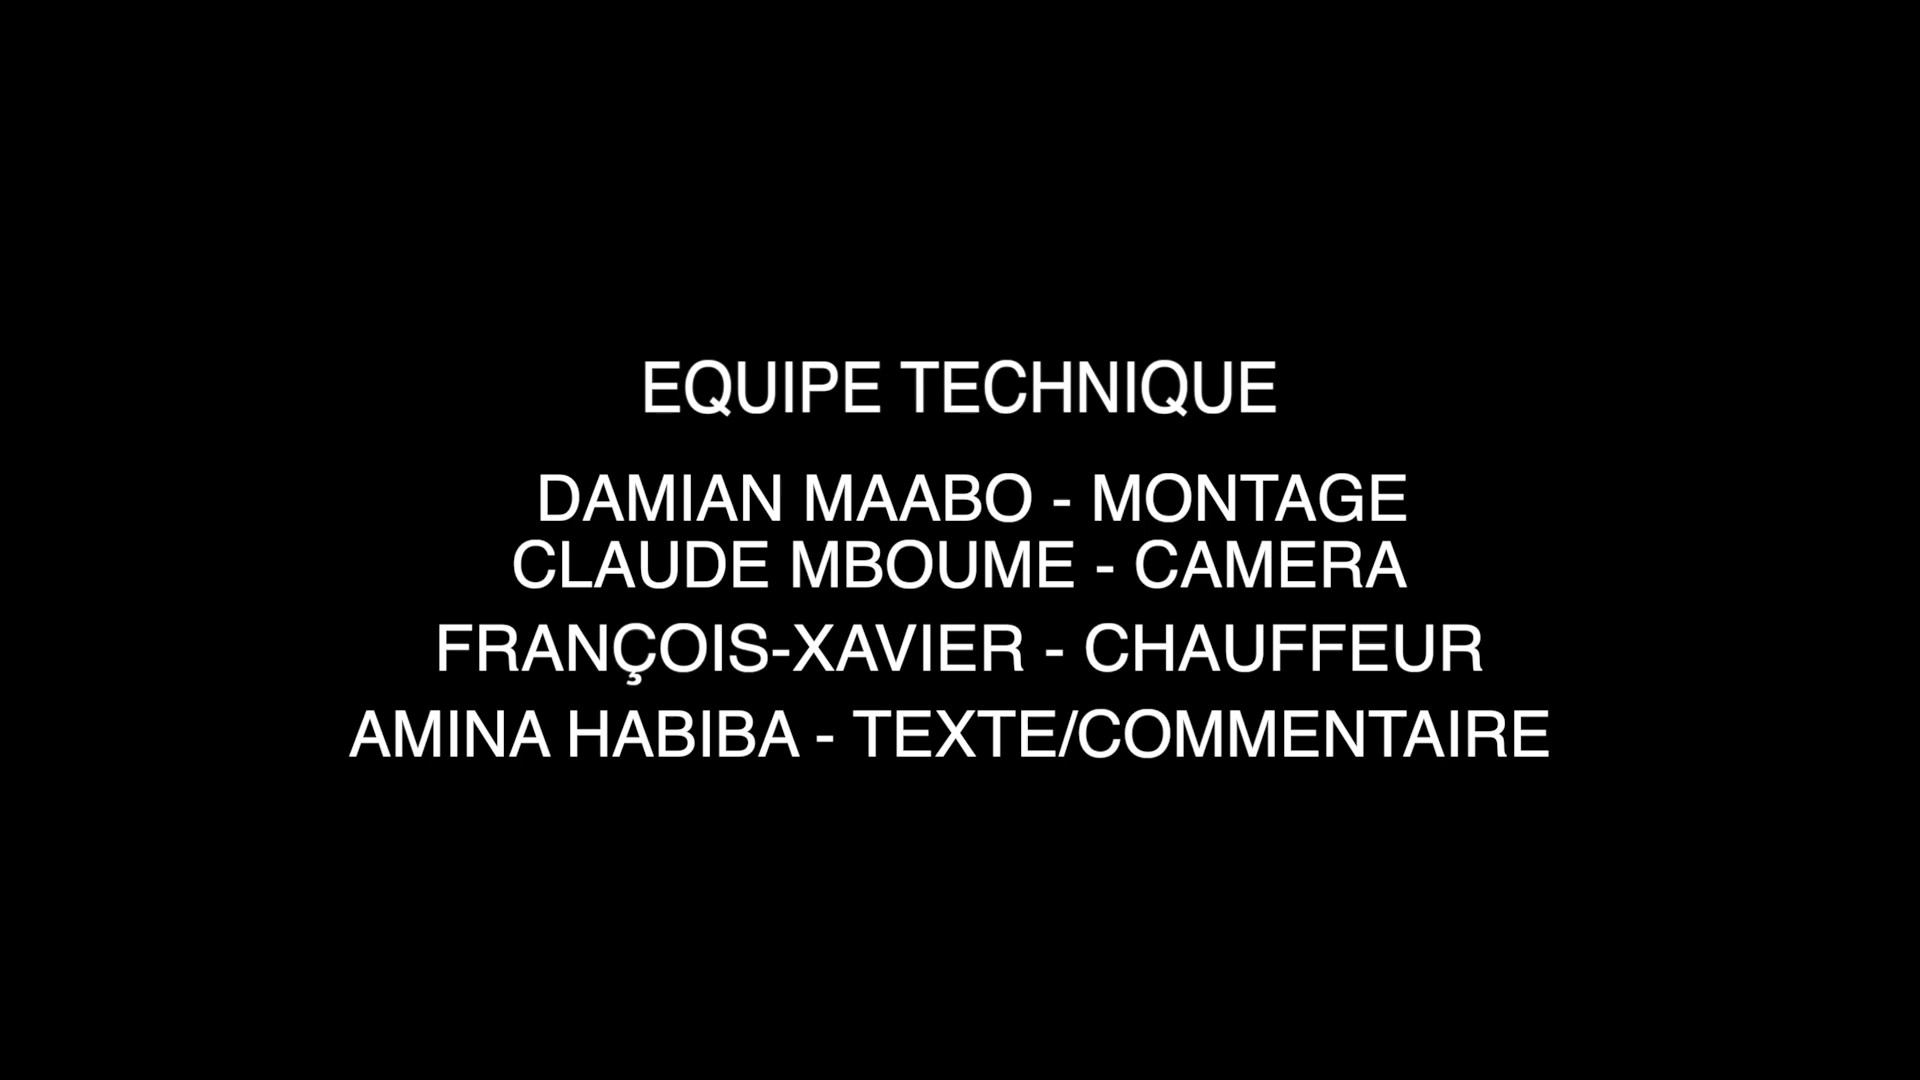 EQUIPE TECHNIQUE
DAMIAN MAABO - MONTAGE
CLAUDE MBOUME - CAMERA
FRANÇOIS-XAVIER - CHAUFFEUR
AMINA HABIBA - TEXTE/COMMENTAIRE